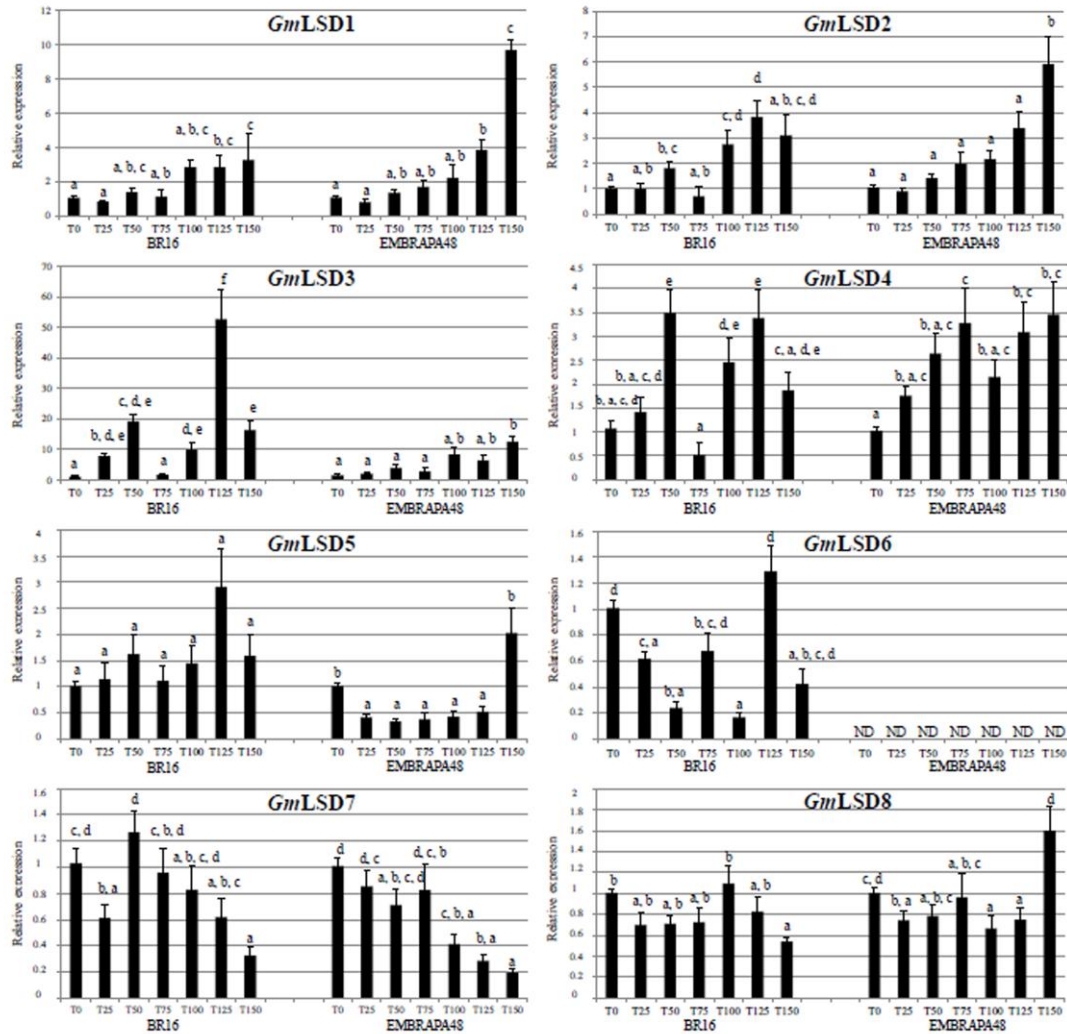 GmLSD1
Relative expression
12
10
8
6
4
2
0
a a a, b, c a, b a, b, c b, c c a a a, b a, b a, b b c
T0 T25 T50 T75 T100 T125 T150 T0 T25 T50 T75 T100 T125 T150
BR16 EMBRAPA48
GmLSD2
Relative expression
8
7
6
5
4
3
2
1
0
a a, b b, c a, b c, d d a, b, c, d a a a a a a b
T0 T25 T50 T75 T100 T125 T150 T0 T25 T50 T75 T100 T125 T150
BR16 EMBRAPA48
GmLSD3
Relative expression
70
60
50
40
30
20
10
0
a b, d, e c, d, e a d, e f e a a a a a, b a, b b
T0 T25 T50 T75 T100 T125 T150 T0 T25 T50 T75 T100 T125 T150
BR16 EMBRAPA48
GmLSD4
Relative expression
4.5
4
3.5
3
2.5
2
1.5
1
0.5
0
b, a, c, d b, a, c, d e a d, e e c, a, d, e a b, a, c b, a, c c b, a, c b, c b, c
T0 T25 T50 T75 T100 T125 T150 T0 T25 T50 T75 T100 T125 T150
BR16 EMBRAPA48
GmLSD5
Relative expression
4
3.5
3
2.5
2
1.5
1
0.5
0
a a a a a a a b a a a a a b
T0 T25 T50 T75 T100 T125 T150 T0 T25 T50 T75 T100 T125 T150
BR16 EMBRAPA48
GmLSD6
Relative expression
1.6
1.4
1.2
1
0.8
0.6
0.4
0.2
0
d c, a b, a b, c, d a d a, b, c, d ND ND ND ND ND ND ND
T0 T25 T50 T75 T100 T125 T150 T0 T25 T50 T75 T100 T125 T150
BR16 EMBRAPA48
GmLSD7
Relative expression
1.6
1.4
1.2
1
0.8
0.6
0.4
0.2
0
c, d b, a d c, b, d a, b, c, d a, b, c a d d, c a, b, c, d d, c, b c, b, a b, a a
T0 T25 T50 T75 T100 T125 T150 T0 T25 T50 T75 T100 T125 T150
BR16 EMBRAPA48
GmLSD8
Relative expression
2
1.8
1.6
1.4
1.2
1
0.8
0.6
0.4
0.2
0
b a, b a, b a, b b a, b a c, d b, a a, b, c a, b, c a a d
T0 T25 T50 T75 T100 T125 T150 T0 T25 T50 T75 T100 T125 T150
BR16 EMBRAPA48